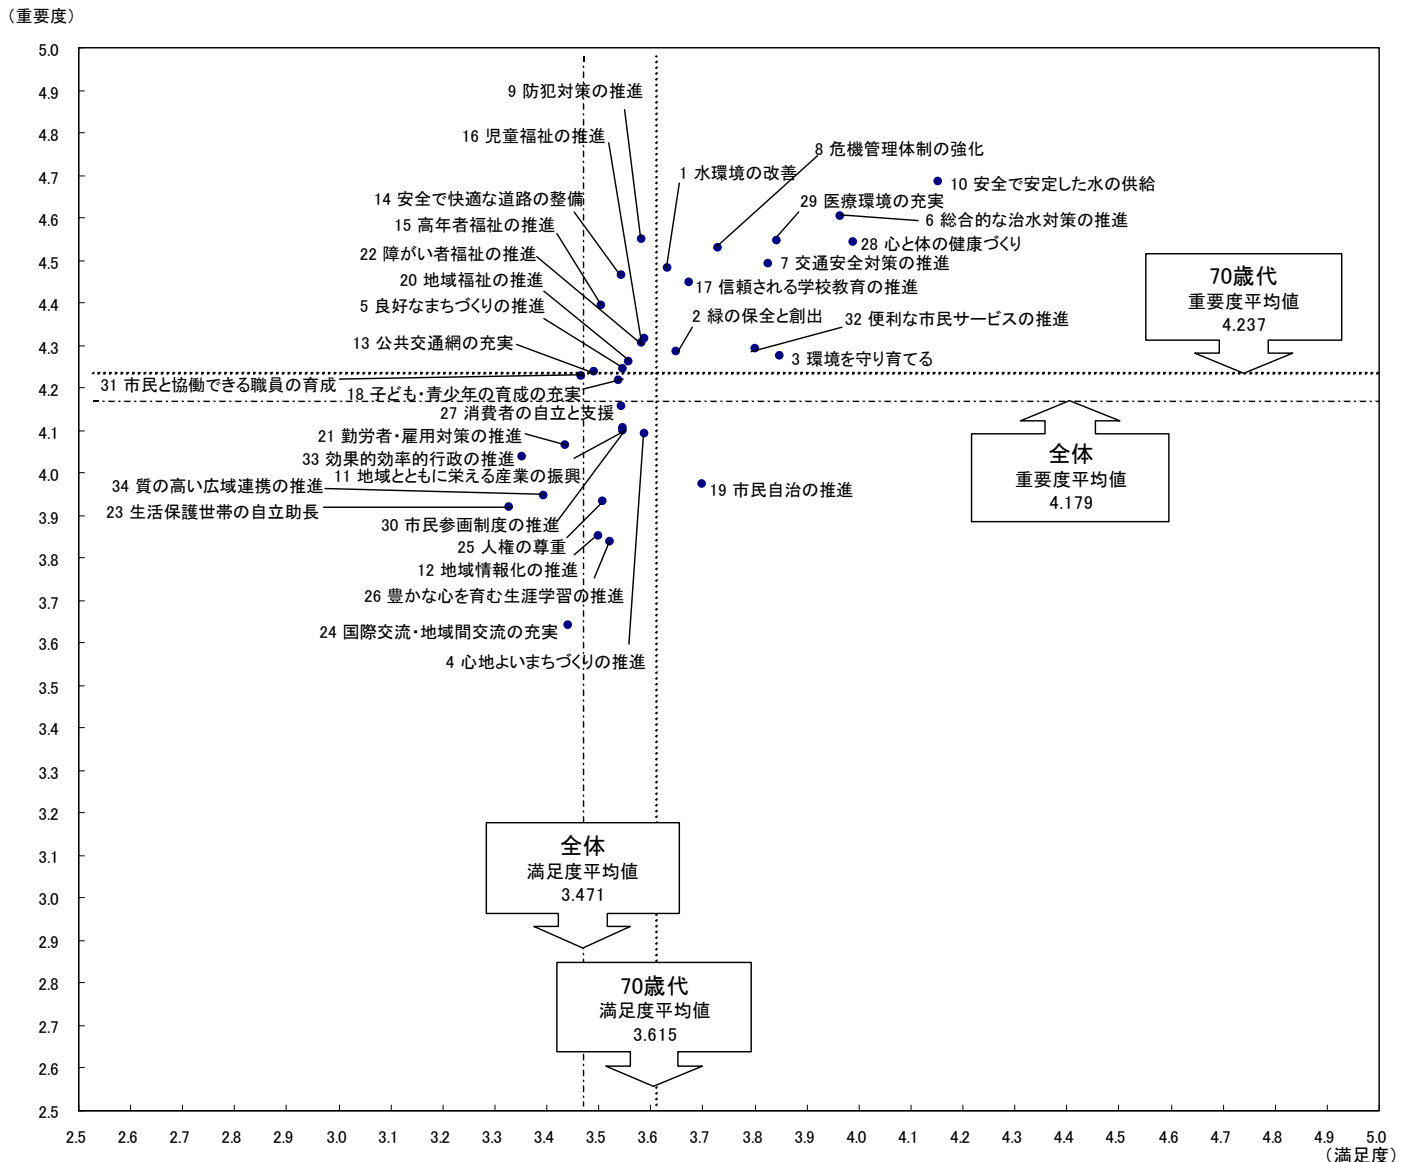 （重要度）
5.0
4.9
4.8
4.7
4.6
4.5
4.4
4.3
4.2
4.1
4.0
3.9
3.8
3.7
3.6
3.5
3.4
3.3
3.2
3.1
3.0
2.9
2.8
2.7
2.6
2.5
9 防犯対策の推進
16 児童福祉の推進
8 危機管理体制の強化
1 水環境の改善
10 安全で安定した水の供給
14 安全で快適な道路の整備
29 医療環境の充実
6 総合的な治水対策の推進
15 高年者福祉の推進
28 心と体の健康づくり
22 障がい者福祉の推進
7 交通安全対策の推進
20 地域福祉の推進
17 信頼される学校教育の推進
5 良好なまちづくりの推進
2 緑の保全と創出
32 便利な市民サービスの推進
13 公共交通網の充実
3 環境を守り育てる
31 市民と協働できる職員の育成
18 子ども・青少年の育成の充実
27 消費者の自立と支援
21 勤労者・雇用対策の推進
33 効果的効率的行政の推進
11 地域とともに栄える産業の振興
34 質の高い広域連携の推進
19 市民自治の推進
23 生活保護世帯の自立助長
30 市民参画制度の推進
25 人権の尊重
12 地域情報化の推進
26 豊かな心を育む生涯学習の推進
24 国際交流・地域間交流の充実
4 心地よいまちづくりの推進
70歳代
重要度平均値
4.237
全体
重要度平均値
4.179
全体
満足度平均値
3.471
70歳代
満足度平均値
3.615
2.5 2.6 2.7 2.8 2.9 3.0 3.1 3.2 3.3 3.4 3.5 3.6 3.7 3.8 3.9 4.0 4.1 4.2 4.3 4.4 4.5 4.6 4.7 4.8 4.9 5.0
（満足度）